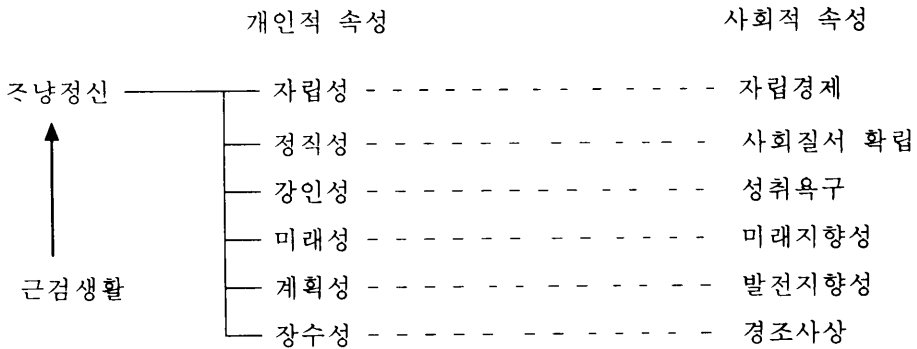 개인적 속성 사회적 속성
ᄌᆞ냥정신 자립성 자립경제
정직성 사회질서 확립
강인성 성취욕구
미래성 미래지향성
근검생활 계획성 발전지향성
장수성 경조사상